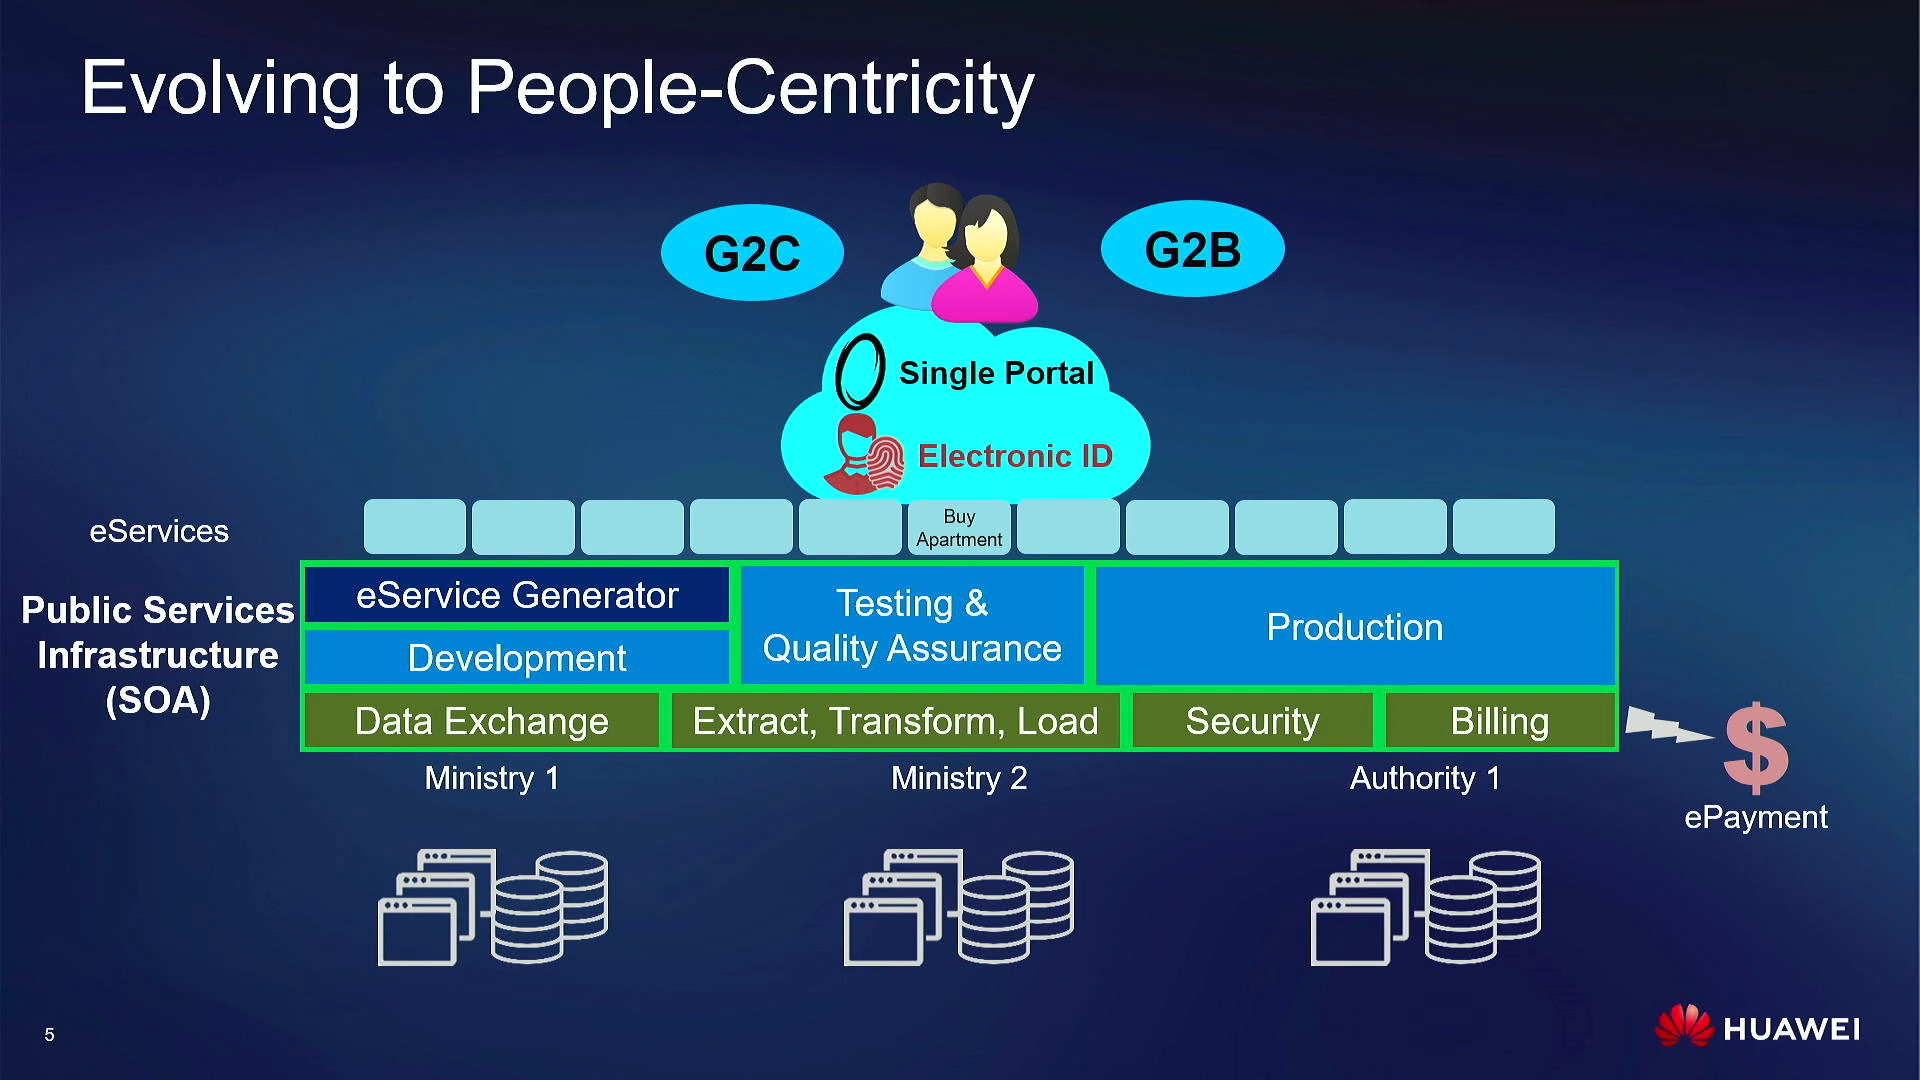 Evolving to People-Centricity
G2C
G2B
Single Portal
Electronic ID
eServices
Buy
Apartment
Public Services
Infrastructure
(SOA)
eService Generator
Development
Testing &
Quality Assurance
Production
Data Exchange
Extract, Transform, Load
Security
Billing
Ministry 1
Ministry 2
Authority 1
$
ePayment
5
HUAWEI